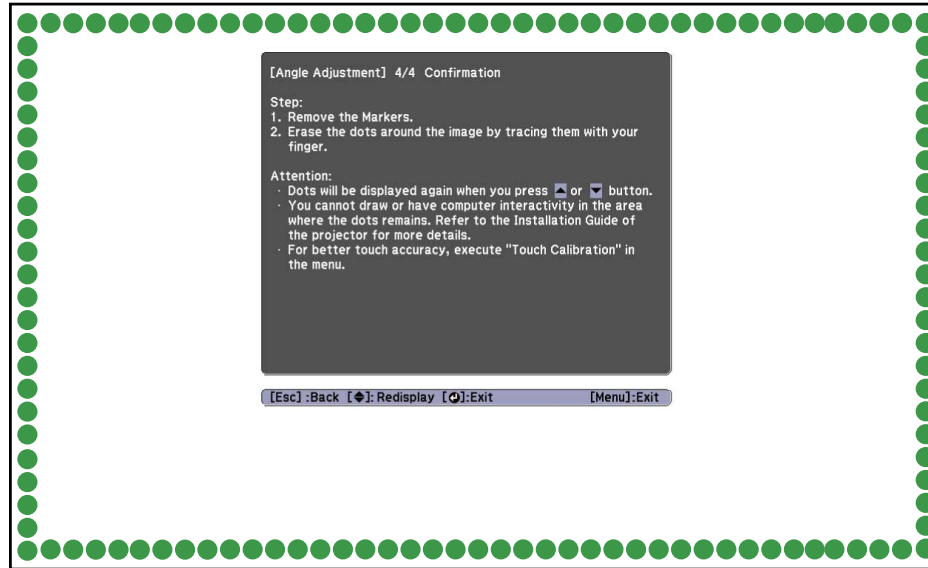 [Angle Adjustment] 4/4 Confirmation
Step:
1. Remove the Markers.
2. Erase the dots around the image by tracing them with your
finger.
Attention:
· Dots will be displayed again when you press ▲ or ▼ button.
· You cannot draw or have computer interactivity in the area
where the dots remains. Refer to the Installation Guide of
the projector for more details.
· For better touch accuracy, execute "Touch Calibration" in
the menu.
[Esc] :Back [◆]: Redisplay [⏎]:Exit [Menu]:Exit